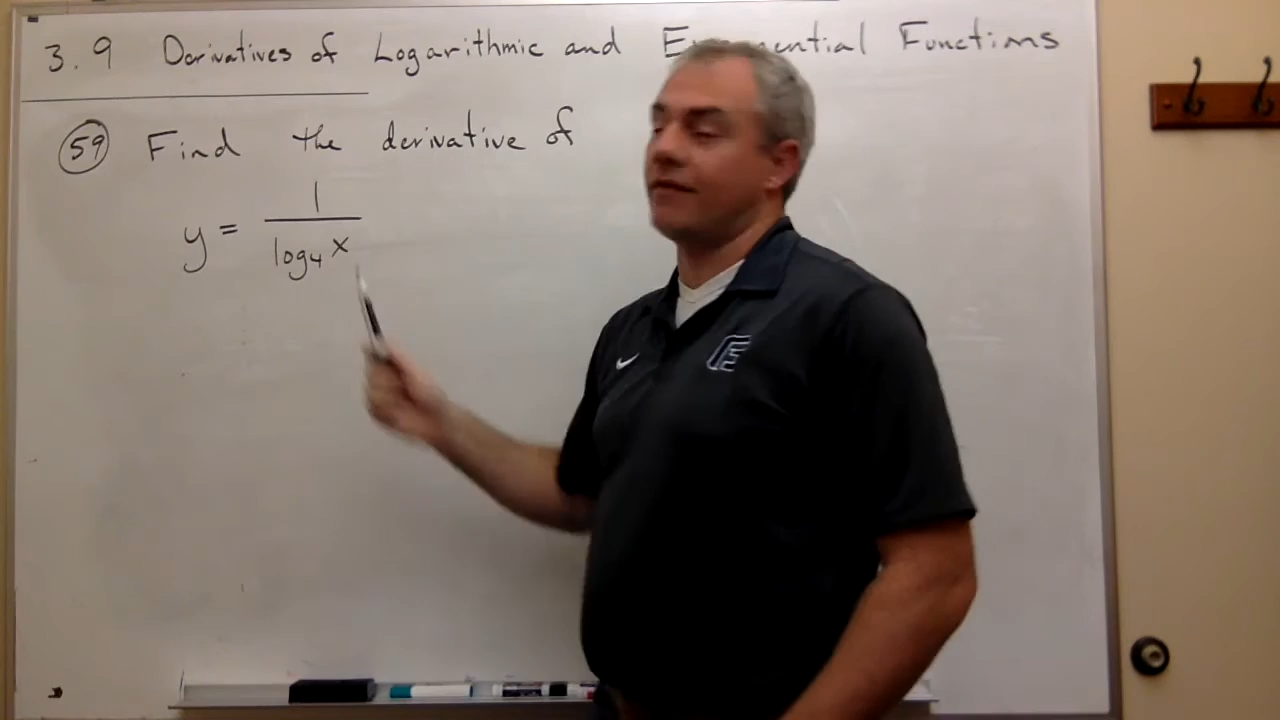 3.9 Derivatives of Logarithmic and Functions
59 Find the derivative of
y = 1 / log₄ x